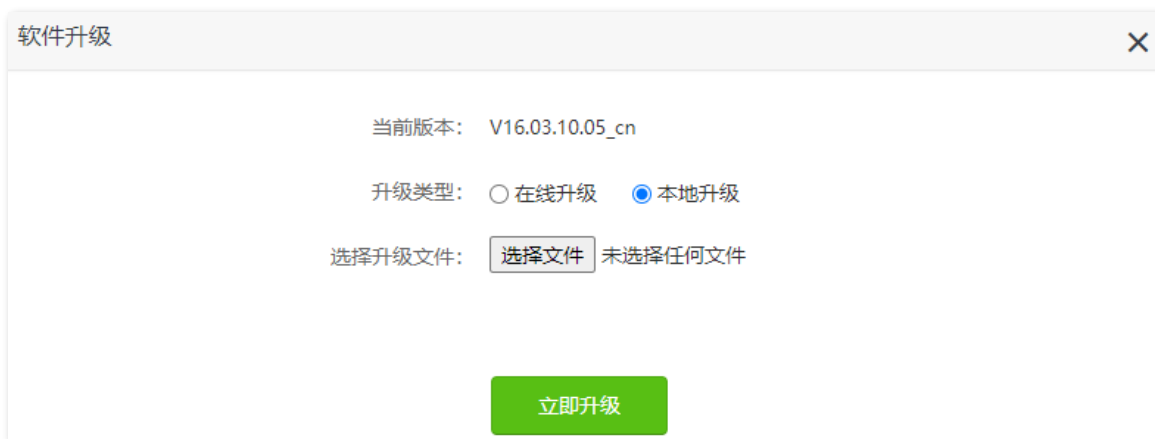 软件升级
当前版本： V16.03.10.05_cn
升级类型： 在线升级 本地升级
选择升级文件： 选择文件 未选择任何文件
立即升级